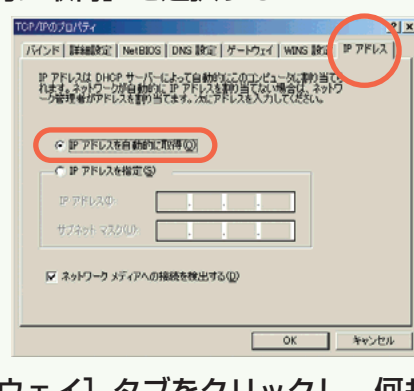 TCP/IPのプロパティ
? ×
バインド 詳細設定 NetBIOS DNS 設定 ゲートウェイ WINS 設定 IP アドレス
IP アドレスは DHCP サーバーによって自動的にこのコンピュータに割り当てら
れます。ネットワークが自動的に IP アドレスを割り当てない場合は、ネットワ
ーク管理者がアドレスを割り当てます。次にアドレスを入力してください。
IP アドレスを自動的に取得(O)
IP アドレスを指定(S)
IP アドレス(I):
サブネット マスク(U):
ネットワーク メディアへの接続を検出する(D)
OK キャンセル
ウェイ］タブをクリックし、何も